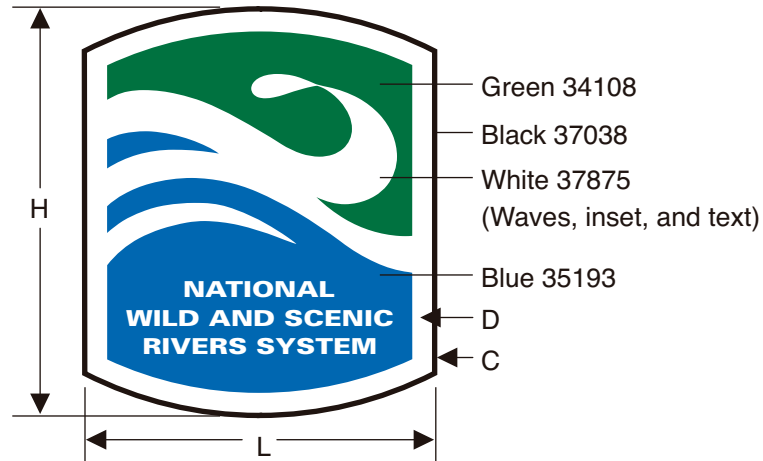 Green 34108
Black 37038
White 37875
(Waves, inset, and text)
H
Blue 35193
NATIONAL
WILD AND SCENIC
RIVERS SYSTEM
D
C
L